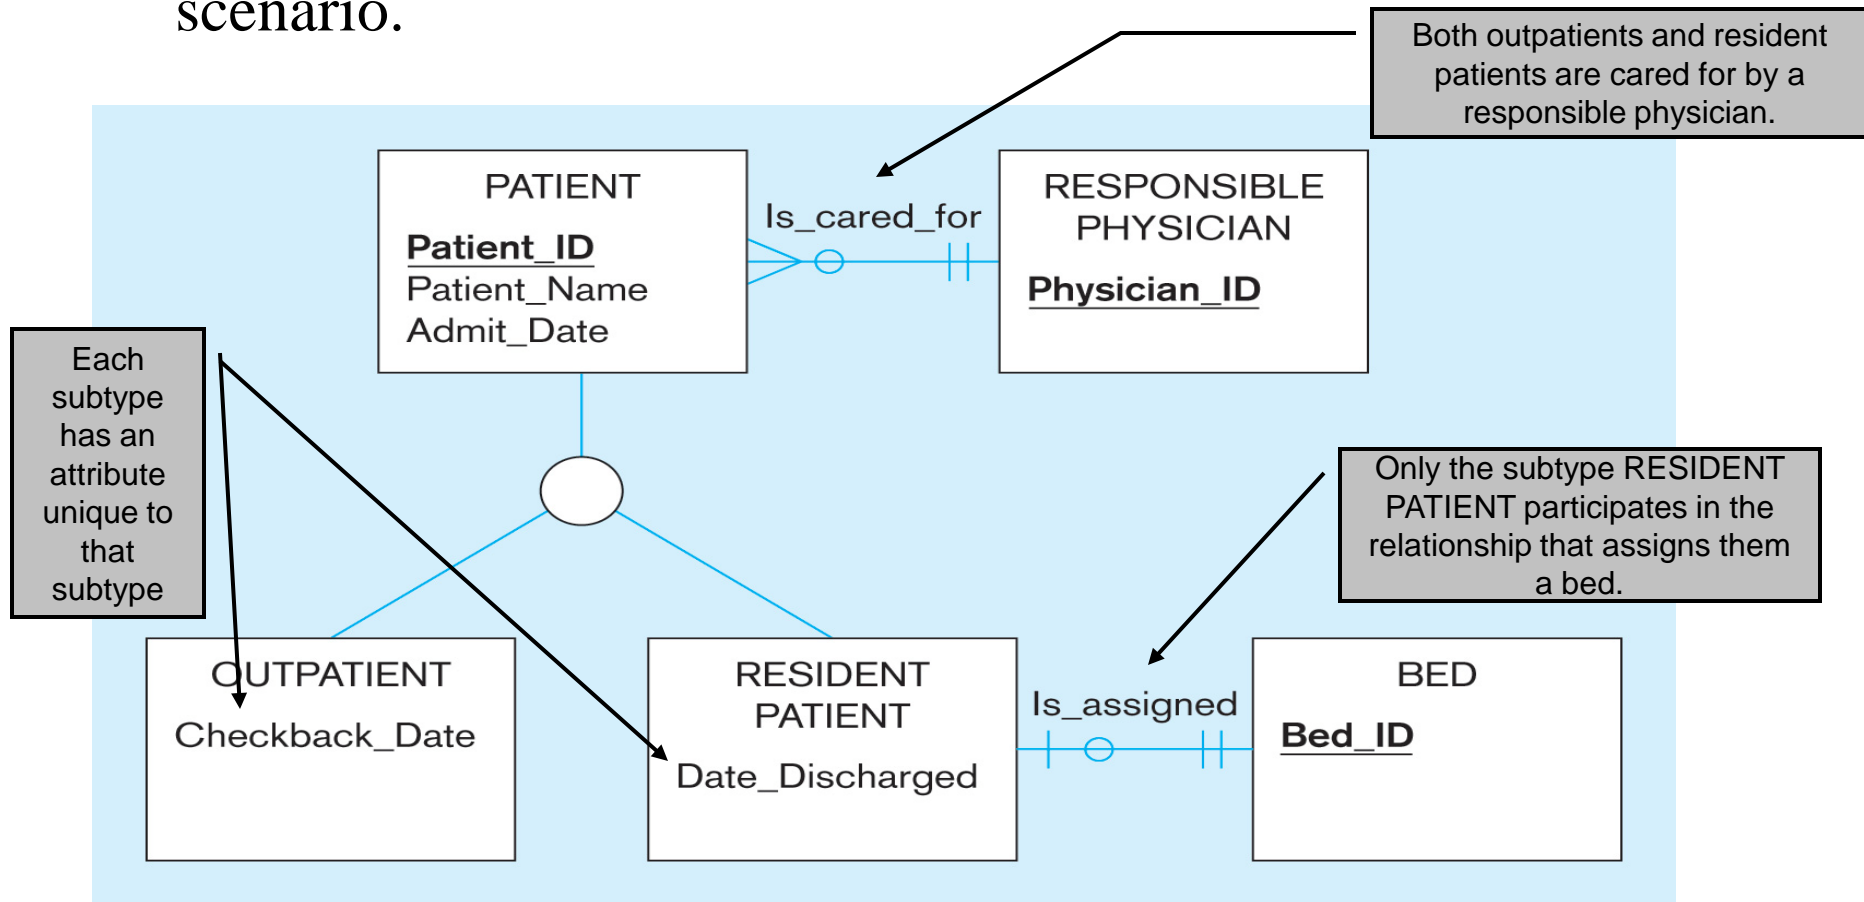 scenario.
Both outpatients and resident
patients are cared for by a
responsible physician.
PATIENT
Patient_ID
Patient_Name
Admit_Date
Is_cared_for
RESPONSIBLE
PHYSICIAN
Physician_ID
Each
subtype
has an
attribute
unique to
that
subtype
Only the subtype RESIDENT
PATIENT participates in the
relationship that assigns them
a bed.
OUTPATIENT
Checkback_Date
RESIDENT
PATIENT
Date_Discharged
Is_assigned
BED
Bed_ID